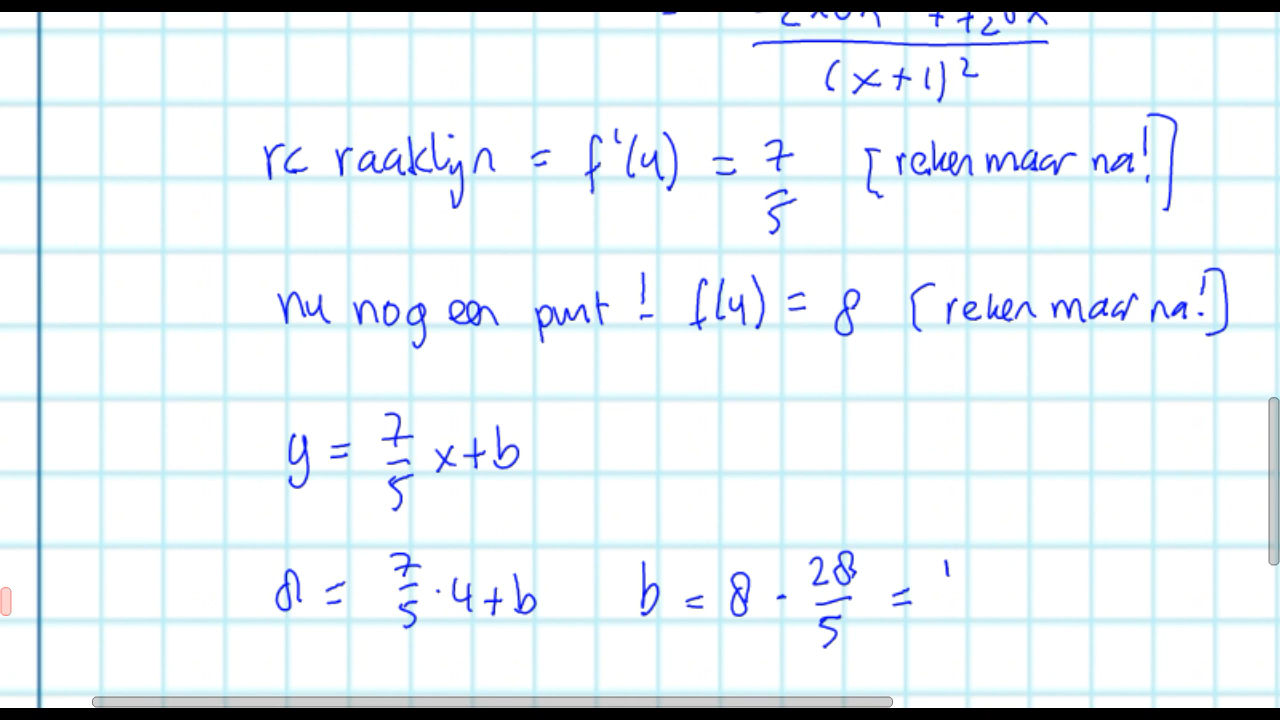 (x+1)²
rc raaklijn = f'(4) = 7/5 [reken maar na!]
nu nog een punt ! f(4) = 8 [reken maar na!]
y = 7/5 x+b
8 = 7/5 · 4+b b = 8 - 28/5 =